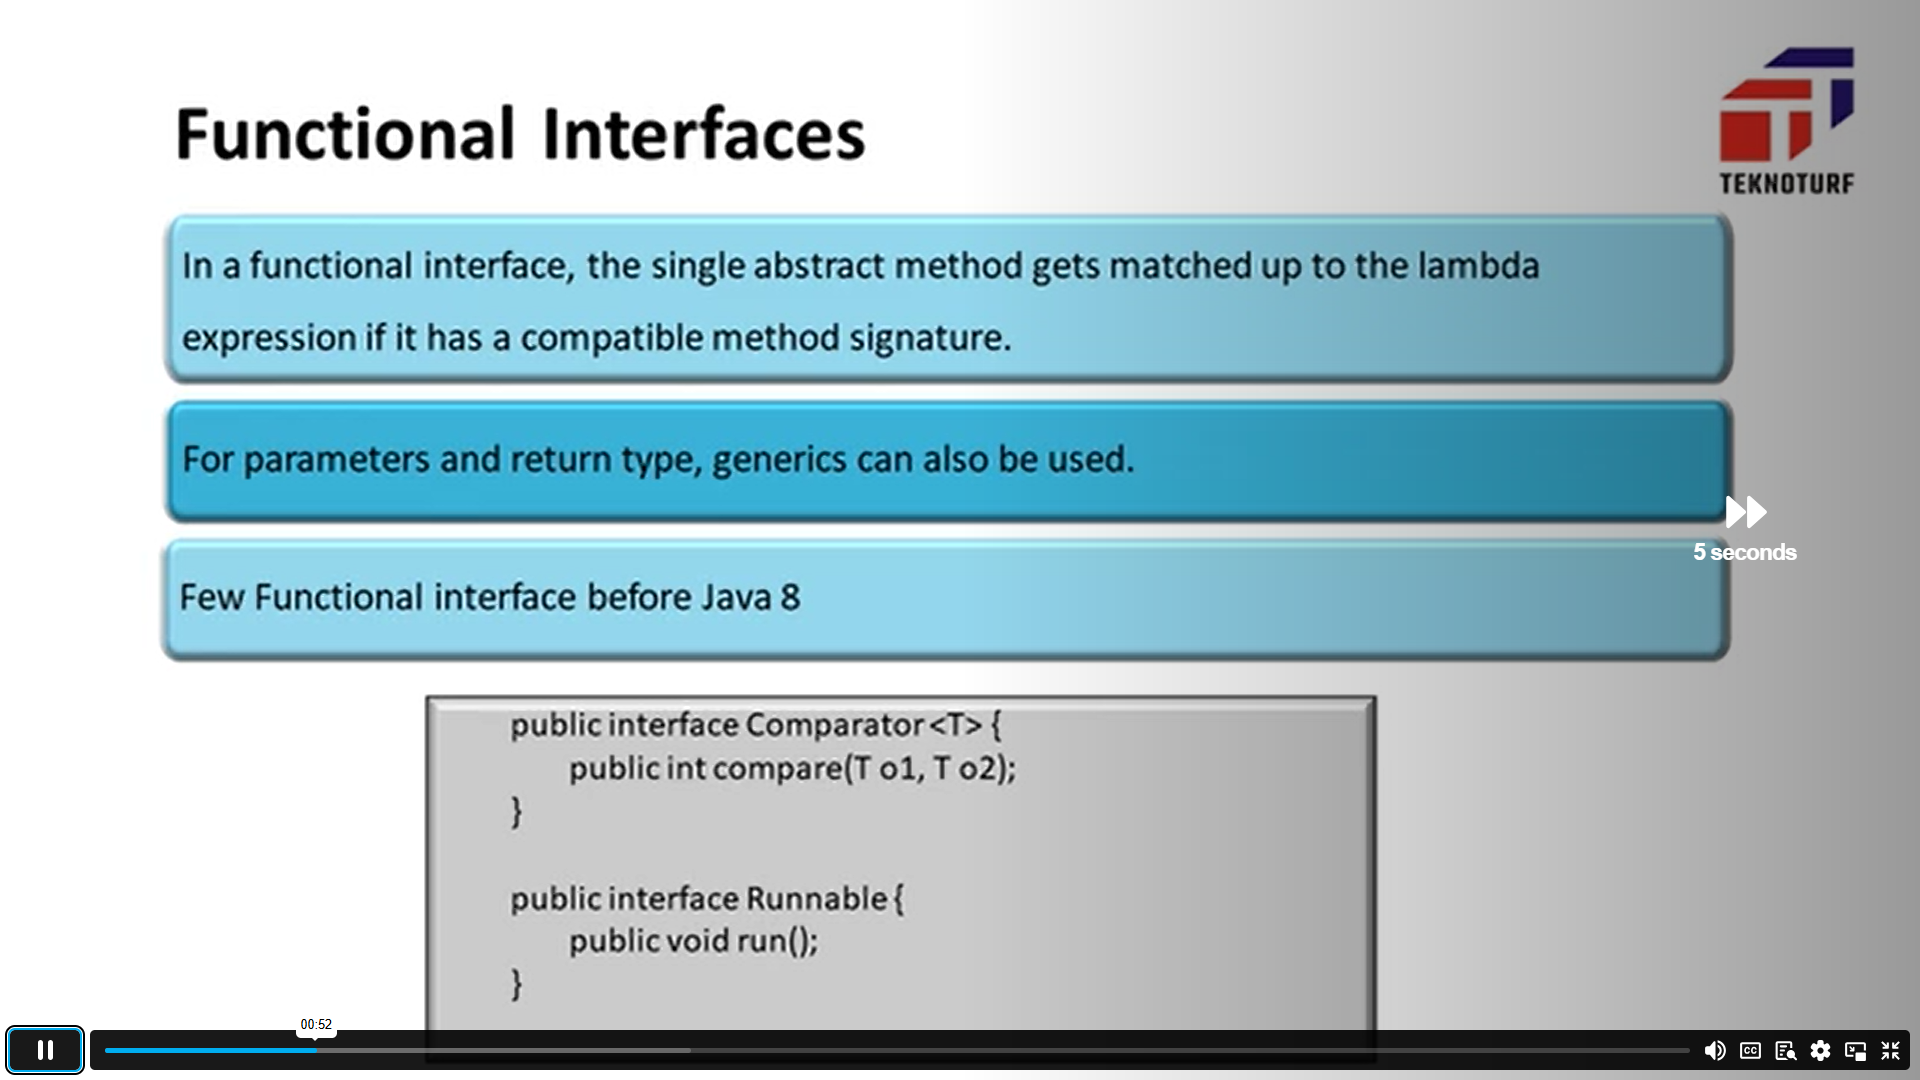 Functional Interfaces
TEKNOTURF
In a functional interface, the single abstract method gets matched up to the lambda
expression if it has a compatible method signature.
For parameters and return type, generics can also be used.
5 seconds
Few Functional interface before Java 8
public interface Comparator<T> {
public int compare(T o1, T o2);
}
public interface Runnable {
public void run();
}
00:52
CC